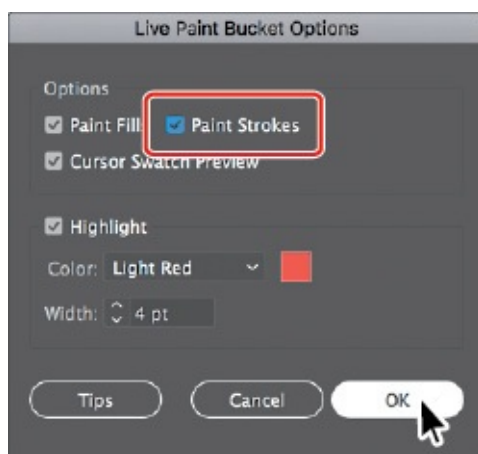 Live Paint Bucket Options
Options
Paint Fill Paint Strokes
Cursor Swatch Preview
Highlight
Color: Light Red
Width: 4 pt
Tips Cancel OK